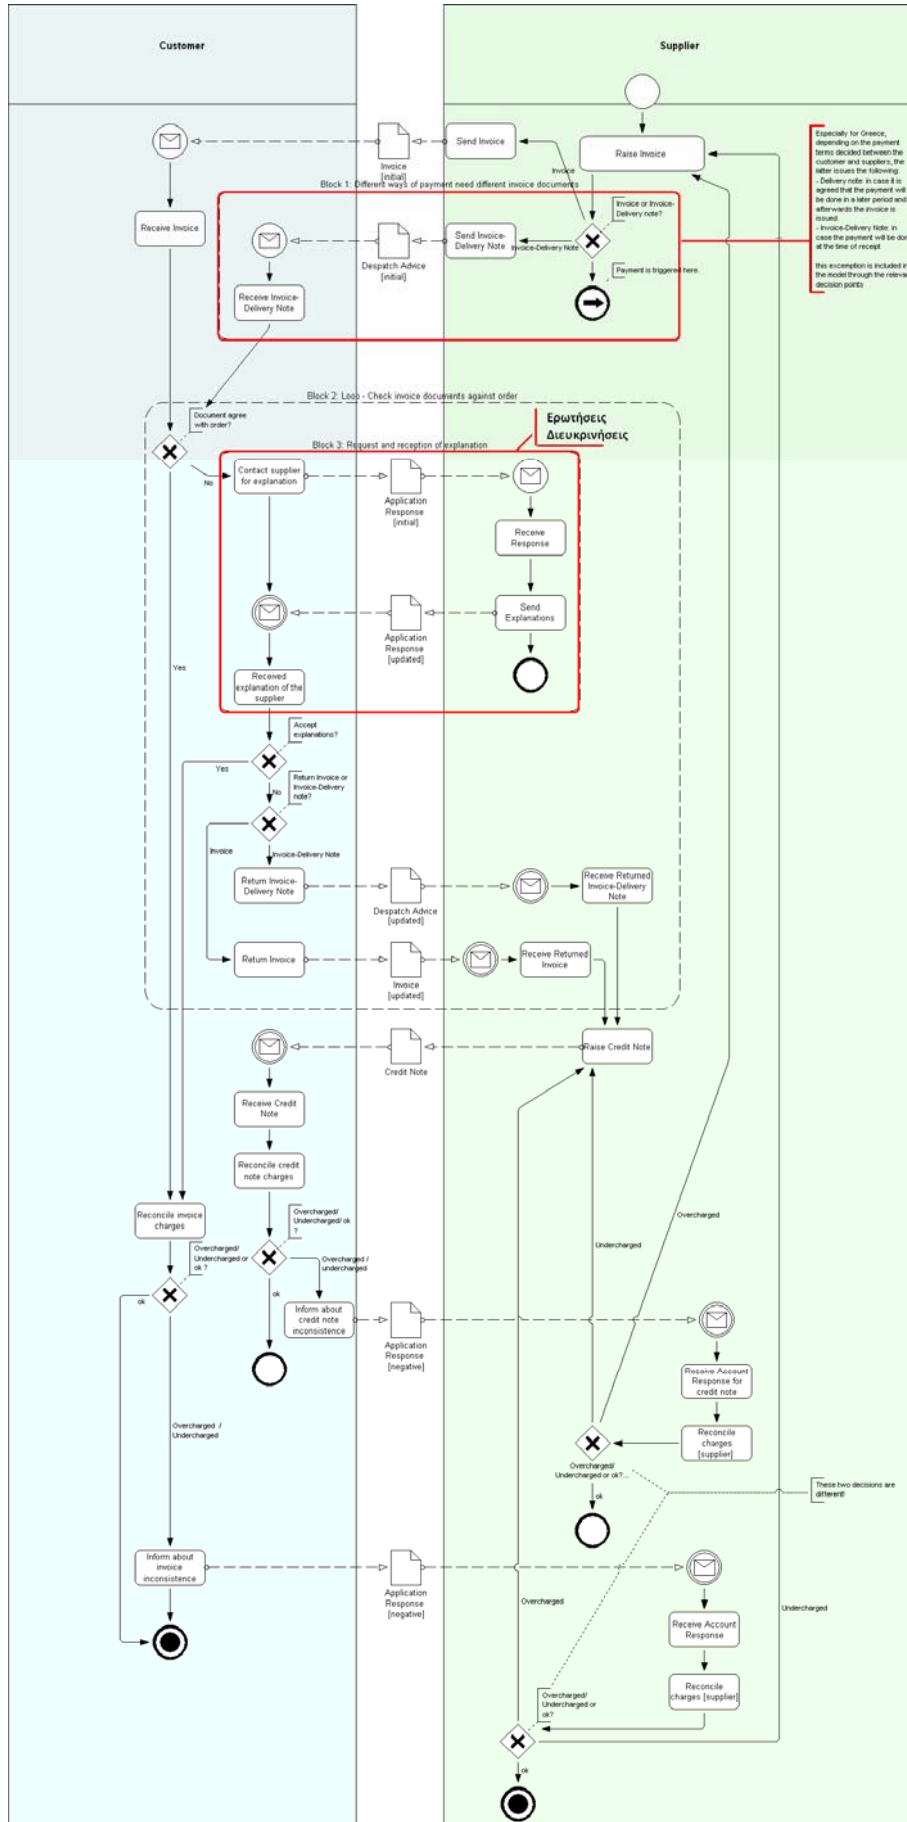 Customer
Supplier
Send Invoice
Invoice
[initial]
Raise Invoice
Invoice
Especially for Greece,
depending on the payment
terms decided between the
customer and suppliers, the
latter issues the following:
- Delivery note: in case it is
agreed that the payment will
be done in a later period and
afterwards the invoice is
issued.
- Invoice-Delivery Note: in
case the payment will be don
at the time of receipt
this excemption is included in
the model through the releva
decision points
Block 1: Different ways of payment need different invoice documents
Receive Invoice
Invoice or Invoice-
Delivery note?
Send Invoice-
Delivery Note
Invoice-Delivery Note
Despatch Advice
[initial]
Payment is triggered here.
Receive Invoice-
Delivery Note
Block 2: Loop - Check invoice documents against order
Document agree
with order?
Ερωτήσεις
Διευκρινήσεις
Block 3: Request and reception of explanation
No
Contact supplier
for explanation
Application
Response
[initial]
Receive
Response
Send
Explanations
Application
Response
[updated]
Yes
Received
explanation of the
supplier
Accept
explanations?
Yes
No
Return Invoice or
Invoice-Delivery
note?
Invoice
Invoice-Delivery Note
Return Invoice-
Delivery Note
Despatch Advice
[updated]
Receive Returned
Invoice-Delivery
Note
Return Invoice
Invoice
[updated]
Receive Returned
Invoice
Credit Note
Raise Credit Note
Receive Credit
Note
Reconcile credit
note charges
Reconcile invoice
charges
Overcharged/
Undercharged/ ok
?
Overcharged/
Undercharged or
ok ?
Overcharged /
undercharged
ok
ok
Undercharged
Overcharged
Inform about
credit note
inconsistence
Application
Response
[negative]
Receive Account
Response for
credit note
Reconcile
charges
[supplier]
Overcharged /
Undercharged
Overcharged/
Undercharged or ok?...
ok
These two decisions are
different!
Inform about
invoice
inconsistence
Application
Response
[negative]
Overcharged
Undercharged
Receive Account
Response
Reconcile
charges [supplier]
Overcharged/
Undercharged or
ok?
ok